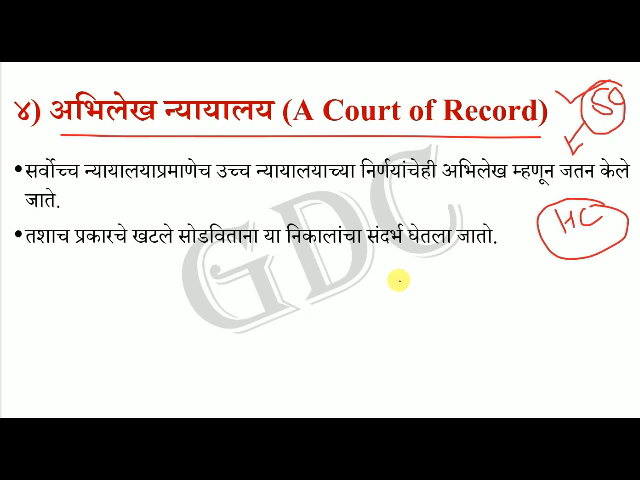 ४) अभिलेख न्यायालय (A Court of Record)
SC
• सर्वोच्च न्यायालयाप्रमाणेच उच्च न्यायालयाच्या निर्णयांचेही अभिलेख म्हणून जतन केले
जाते.
HC
• तशाच प्रकारचे खटले सोडविताना या निकालांचा संदर्भ घेतला जातो.
GDC